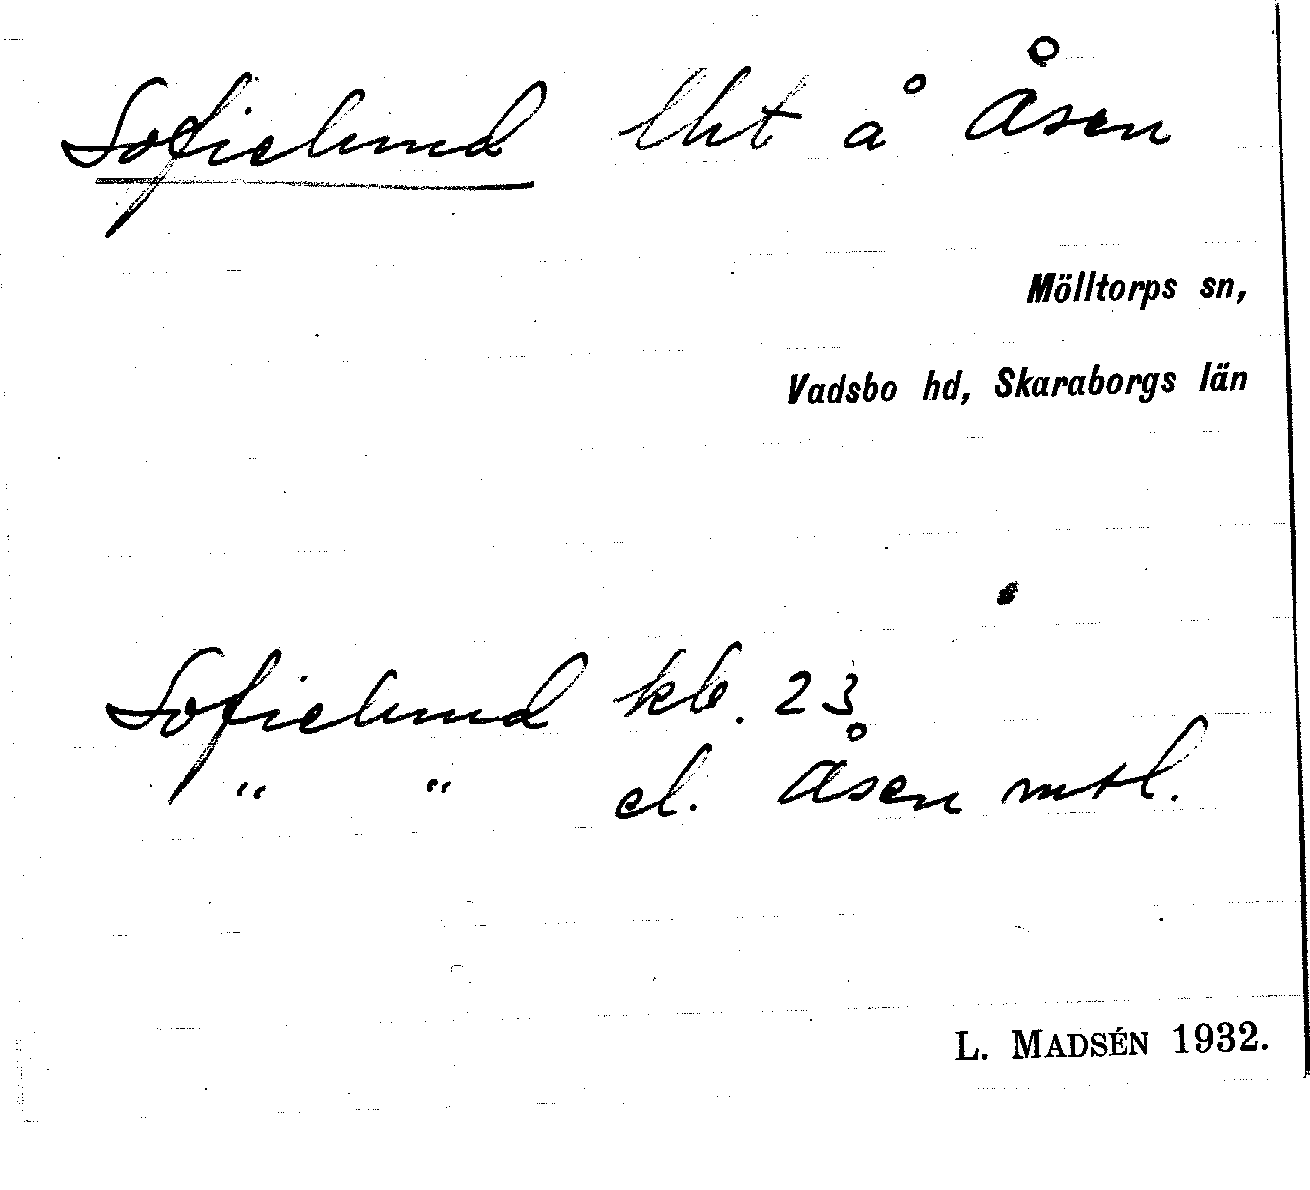 Sofielund lht å Åsen
Mölltorps sn,
Vadsbo hd, Skaraborgs län
Sofielund kb. 23
" " el. Åsen mtl.
L. MADSÉN 1932.